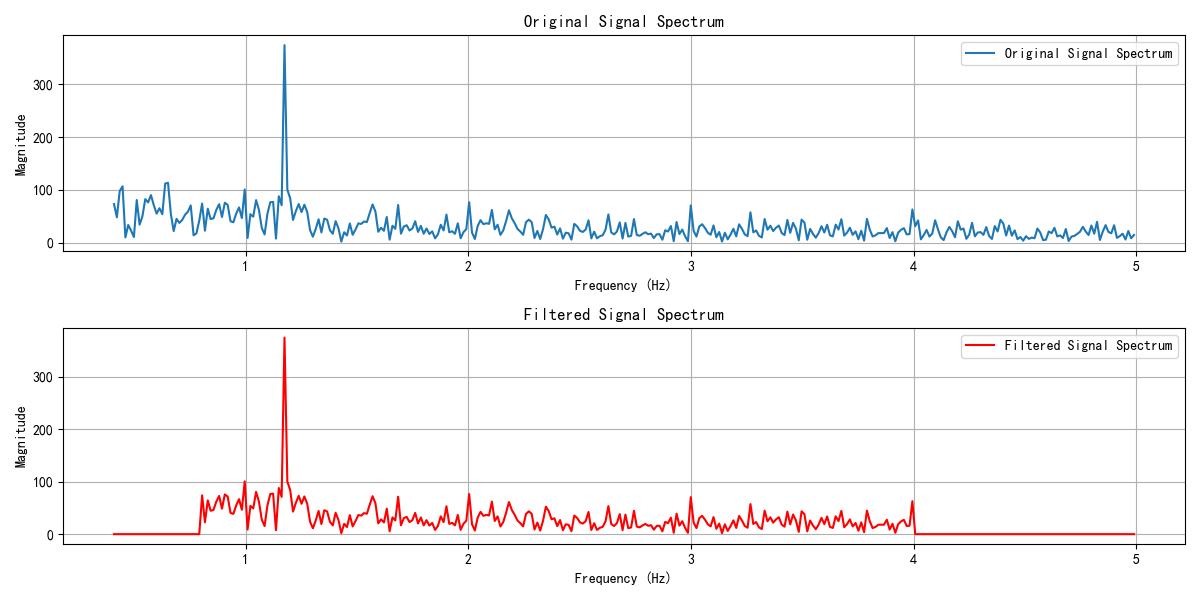 Original Signal Spectrum
Original Signal Spectrum
Magnitude
300
200
100
0
1 2 3 4 5
Frequency (Hz)
Filtered Signal Spectrum
Filtered Signal Spectrum
Magnitude
300
200
100
0
1 2 3 4 5
Frequency (Hz)